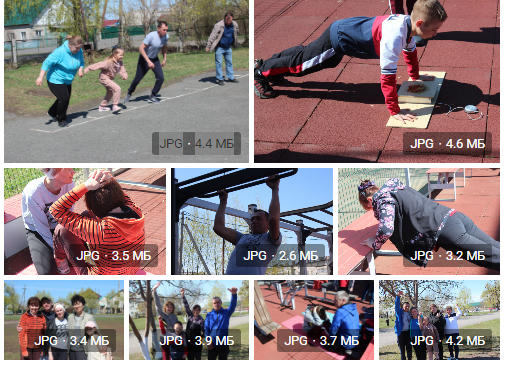 JPG · 4.4 МБ
JPG · 4.6 МБ
JPG · 3.5 МБ
JPG · 2.6 МБ
JPG · 3.2 МБ
JPG · 3.4 МБ
JPG · 3.9 МБ
JPG · 3.7 МБ
JPG · 4.2 МБ